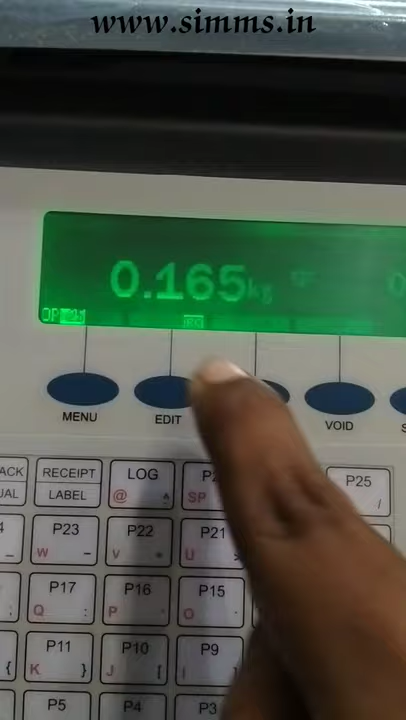 www.simms.in
0.165kg
MENU EDIT VOID
RECEIPT LOG P25
LABEL @ SP /
P23 P22 P21
W - V U
P17 P16 P15
Q : P O
P11 P10 P9
K } J [ I
P5 P4 P3